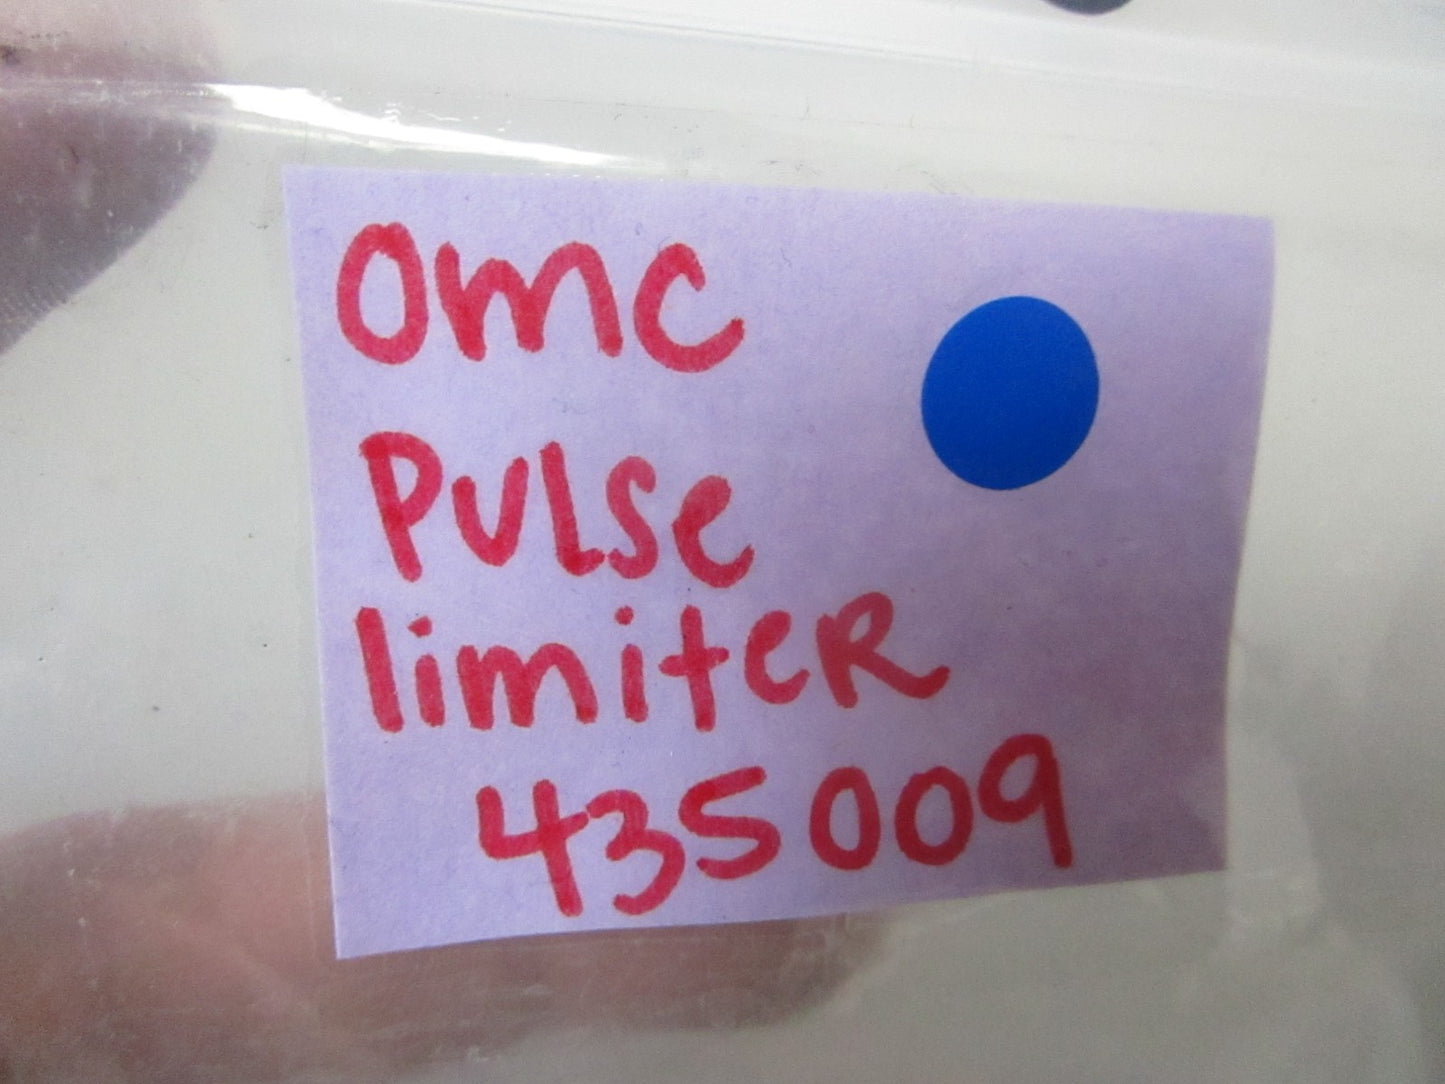 OMC
PULSE
limiteR
435009